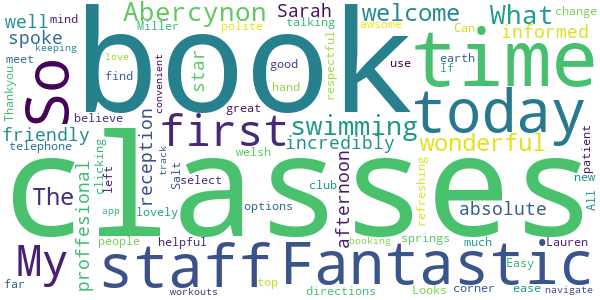 mind
Abercynon
Sarah
welcome
What
change
well
Miller
polite
talking
awsome
Can
informed
spoke
keeping
so
book
time
meet
love
find
good
use
earth
If
Thankyou
convenient
star
hand
respectful
believe
great
today
first
swimming
friendly
incredibly
wonderful
telephone
reception
clicking
track
welsh
afternoon
patient
classes
The
left
Salt
select
club
refreshing
absolute
new
All
proffesional
app
lovely
options
people
helpful
booking
springs
much
Easy
Lauren
My
staff
Fantastic
far
workouts
top
directions
Looks
corner
ease
navigate